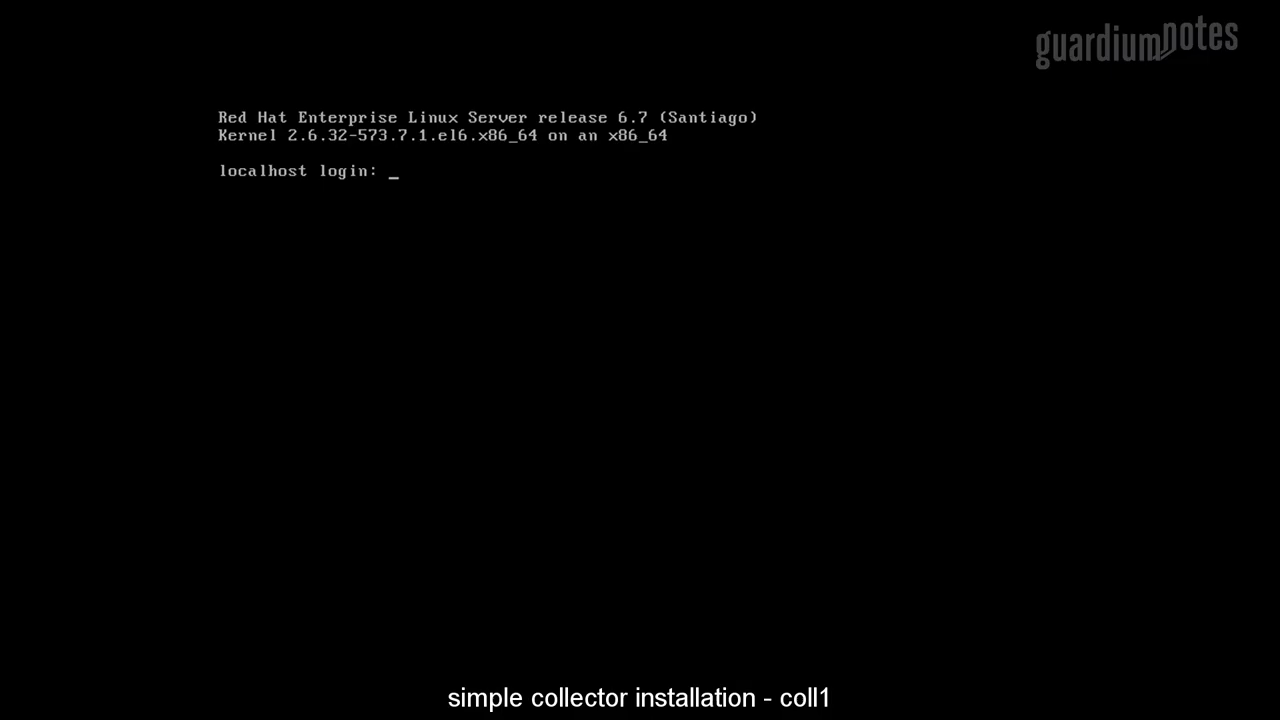 guardiumnotes
Red Hat Enterprise Linux Server release 6.7 (Santiago)
Kernel 2.6.32-573.7.1.el6.x86_64 on an x86_64
localhost login: _
simple collector installation - coll1